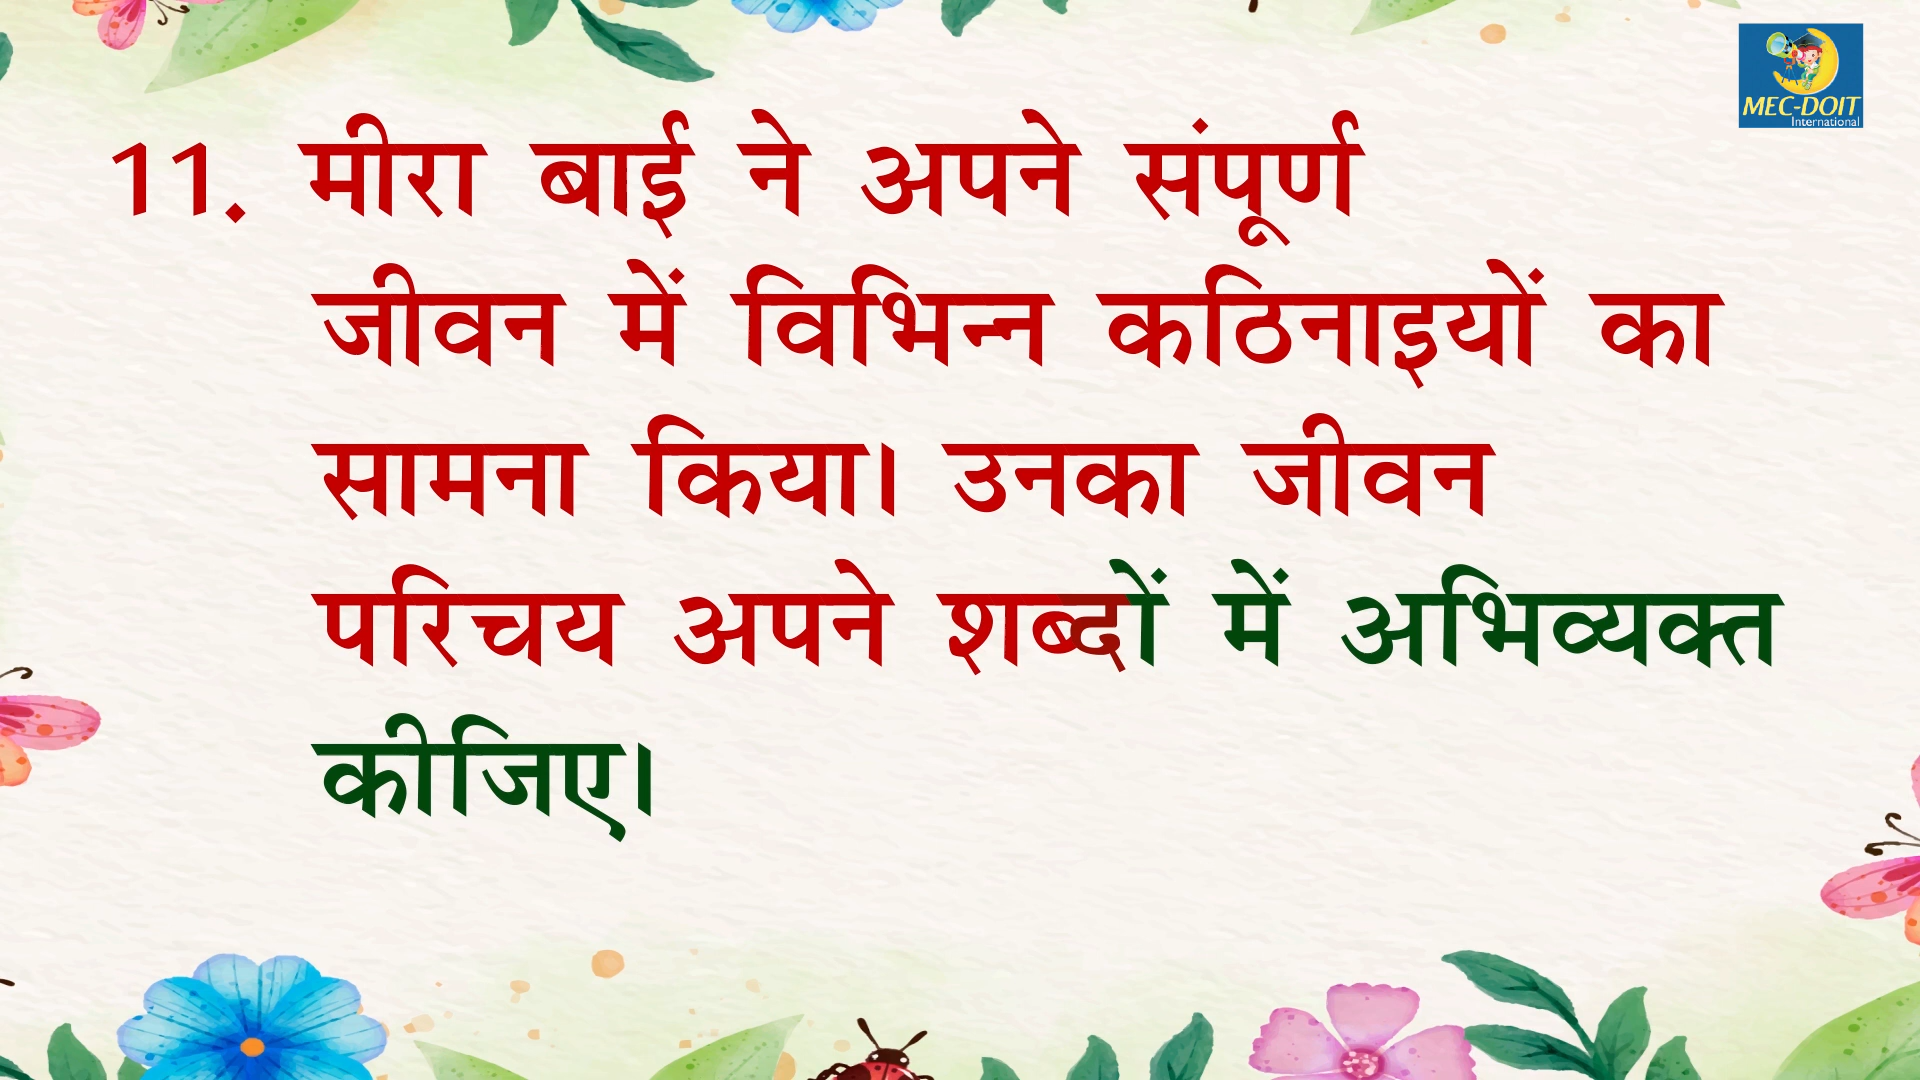 MEC-DOIT
International
11. मीरा बाई ने अपने संपूर्ण
जीवन में विभिन्न कठिनाइयों का
सामना किया। उनका जीवन
परिचय अपने शब्दों में अभिव्यक्त
कीजिए।